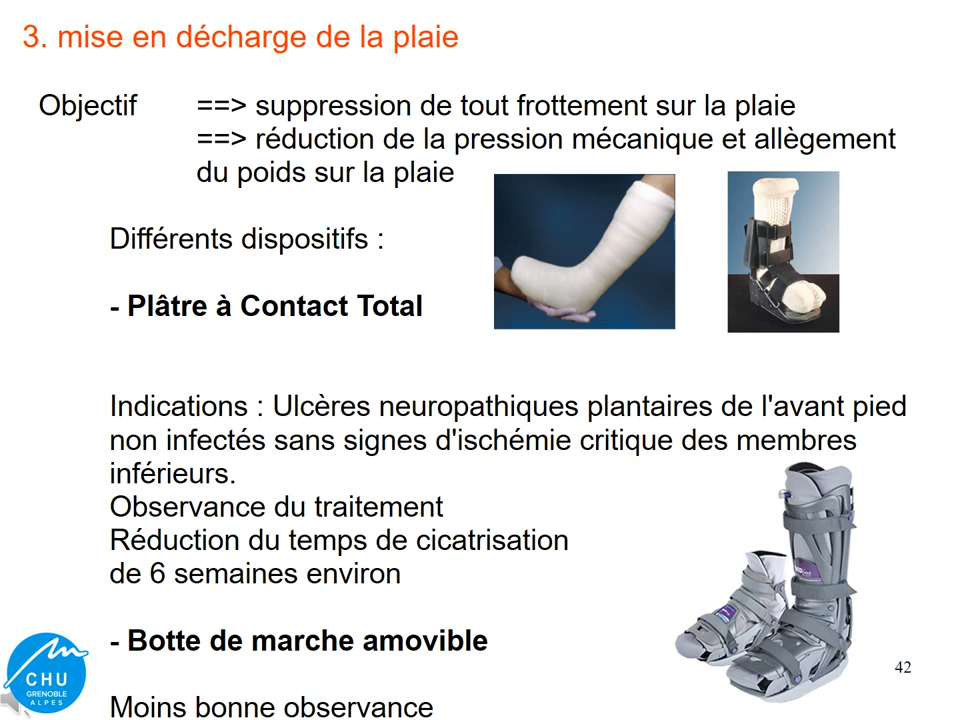 3. mise en décharge de la plaie
Objectif ==> suppression de tout frottement sur la plaie
==> réduction de la pression mécanique et allègement
du poids sur la plaie
Différents dispositifs :
- Plâtre à Contact Total
Indications : Ulcères neuropathiques plantaires de l'avant pied
non infectés sans signes d'ischémie critique des membres
inférieurs.
Observance du traitement
Réduction du temps de cicatrisation
de 6 semaines environ
- Botte de marche amovible
42
CHU
GRENOBLE
ALPES
Moins bonne observance